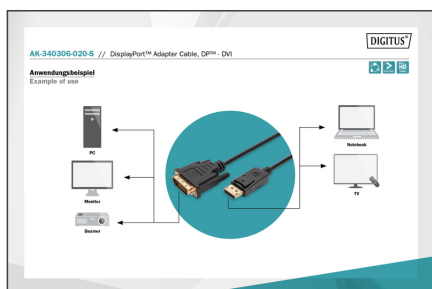 DIGITUS®
AK-340306-020-S // DisplayPort™ Adapter Cable, DP™ - DVI
Anwendungsbeispiel
Example of use
PC
Notebook
Monitor
TV
Beamer